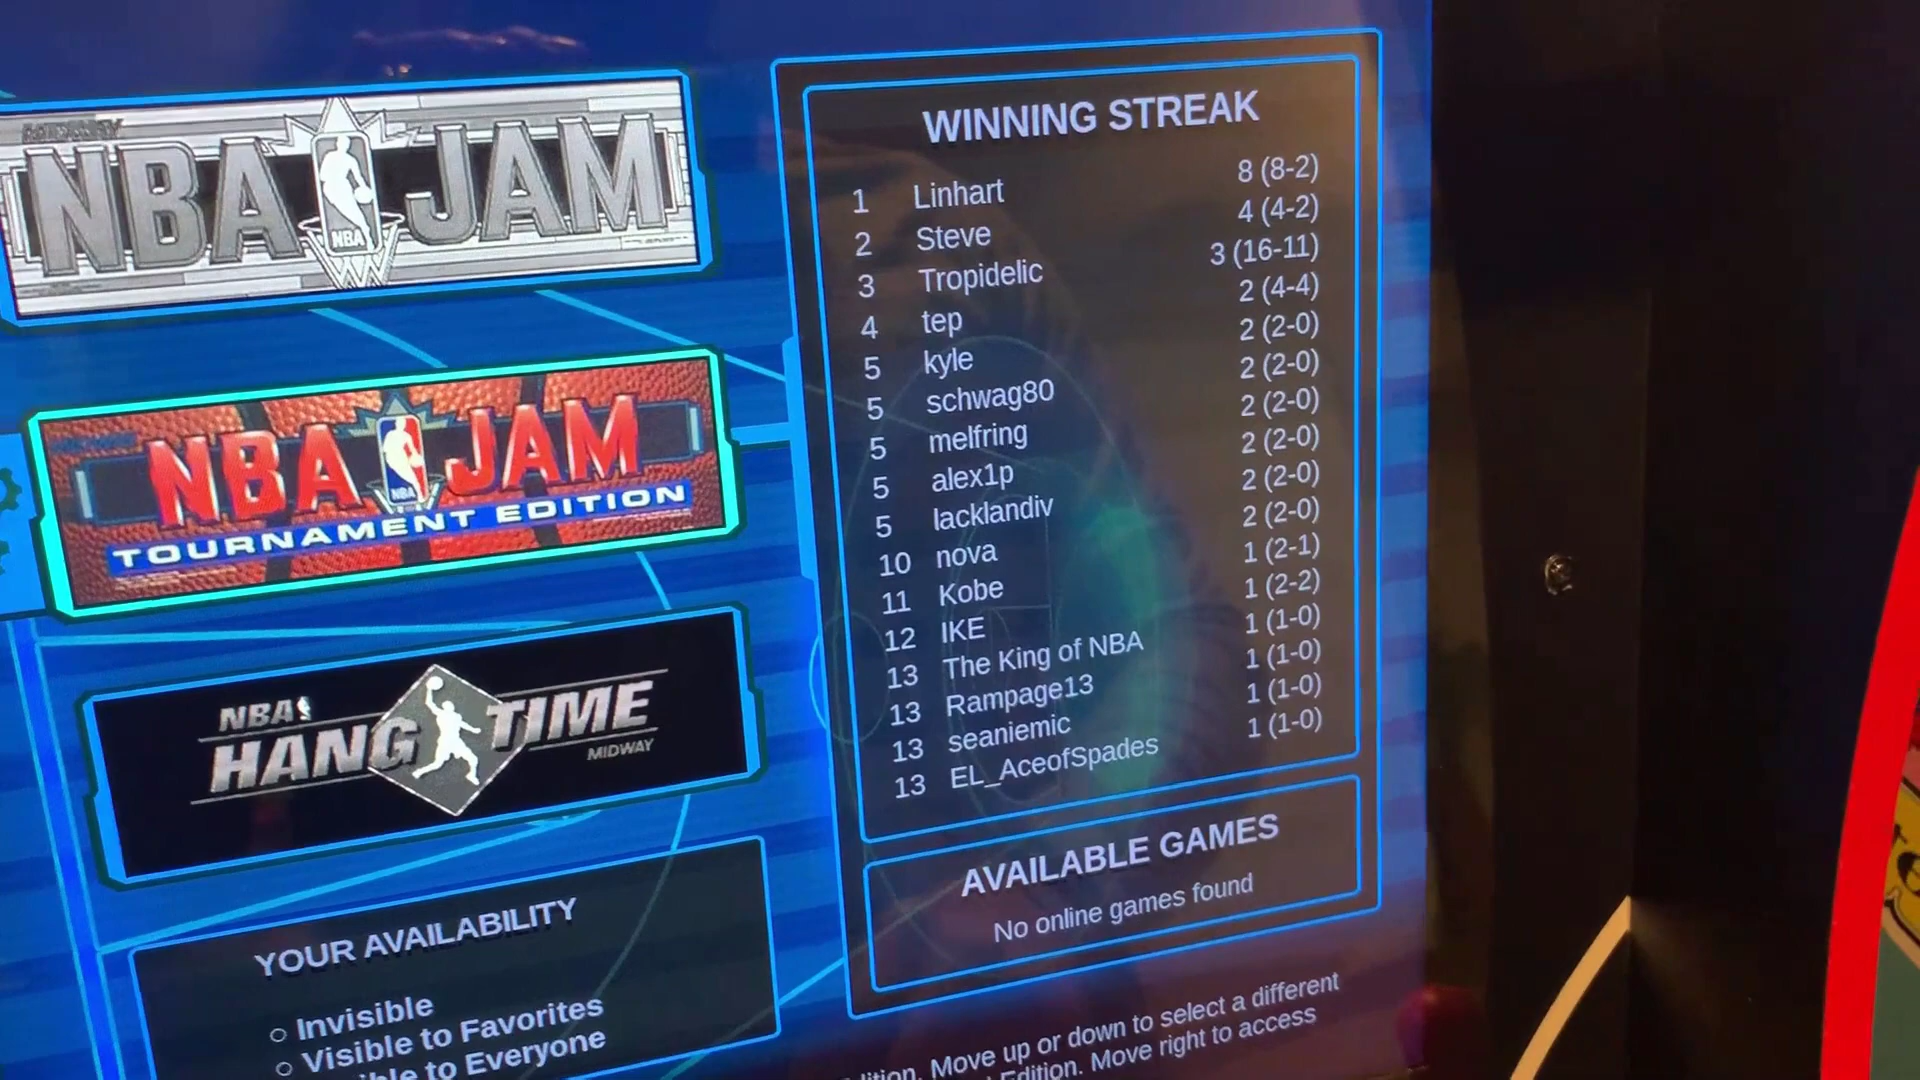 MIDWAY
NBA JAM
NBA
NBA JAM
NBA
TOURNAMENT EDITION
NBA
HANG TIME
MIDWAY
YOUR AVAILABILITY
Invisible
Visible to Favorites
to Everyone
WINNING STREAK
1 Linhart 8 (8-2)
2 Steve 4 (4-2)
3 Tropidelic 3 (16-11)
4 tep 2 (4-4)
5 kyle 2 (2-0)
5 schwag80 2 (2-0)
5 melfring 2 (2-0)
5 alex1p 2 (2-0)
5 lacklandiv 2 (2-0)
10 nova 2 (2-0)
11 Kobe 1 (2-1)
12 IKE 1 (2-2)
13 The King of NBA 1 (1-0)
13 Rampage13 1 (1-0)
13 seaniemic 1 (1-0)
13 EL_AceofSpades 1 (1-0)
AVAILABLE GAMES
No online games found
Move up or down to select a different
Edition. Move right to access